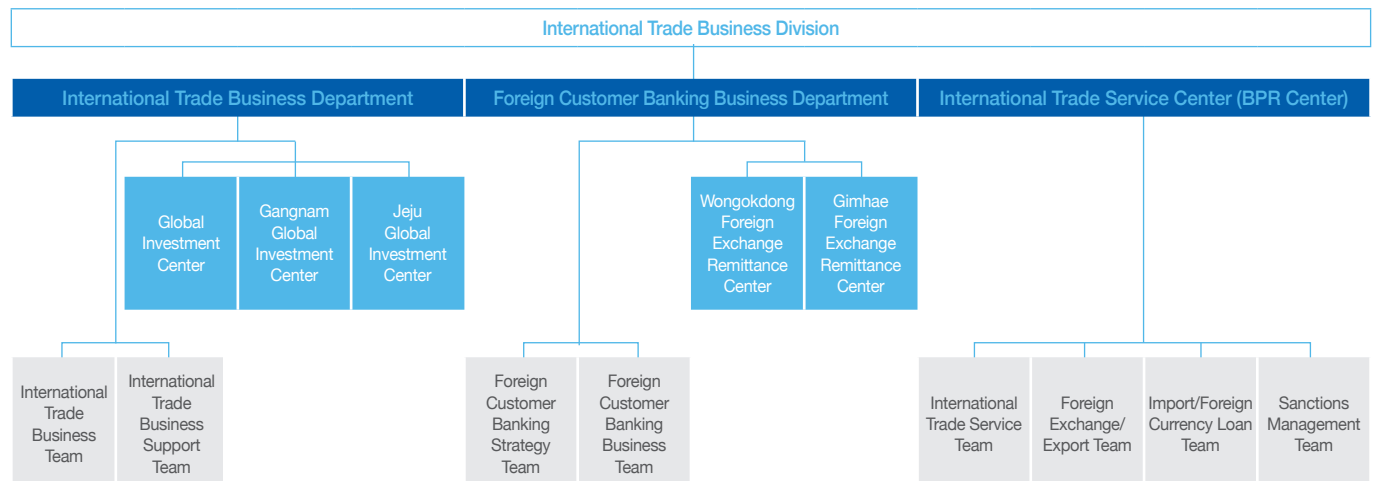 International Trade Business Division
International Trade Business Department
Foreign Customer Banking Business Department
International Trade Service Center (BPR Center)
Global
Investment
Center
Gangnam
Global
Investment
Center
Jeju
Global
Investment
Center
Wongokdong
Foreign
Exchange
Remittance
Center
Gimhae
Foreign
Exchange
Remittance
Center
International
Trade
Business
Team
International
Trade
Business
Support
Team
Foreign
Customer
Banking
Strategy
Team
Foreign
Customer
Banking
Business
Team
International
Trade Service
Team
Foreign
Exchange/
Export Team
Import/Foreign
Currency Loan
Team
Sanctions
Management
Team